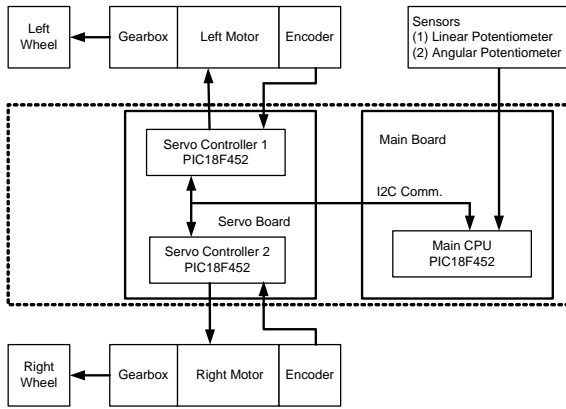 Left
Wheel
Gearbox
Left Motor
Encoder
Sensors
(1) Linear Potentiometer
(2) Angular Potentiometer
Servo Controller 1
PIC18F452
Main Board
I2C Comm.
Servo Board
Servo Controller 2
PIC18F452
Main CPU
PIC18F452
Right
Wheel
Gearbox
Right Motor
Encoder